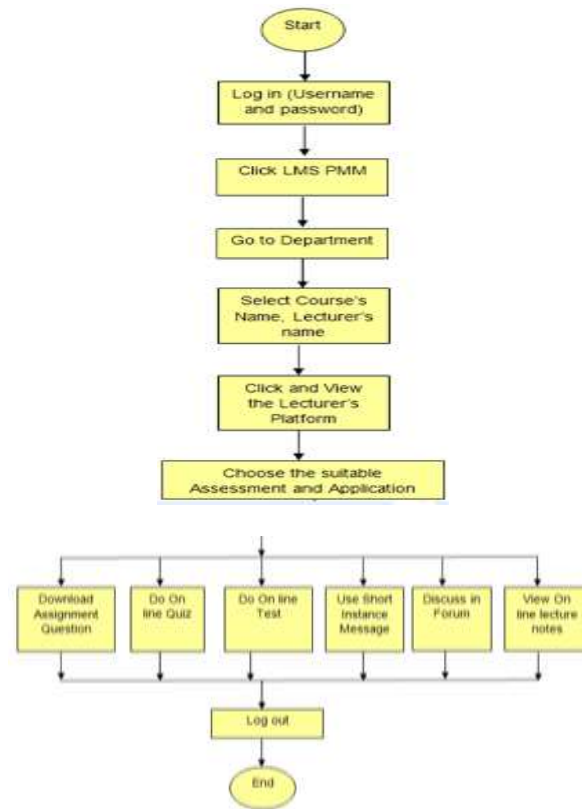 Start
Log in (Username
and password)
Click LMS PMM
Go to Department
Select Course's
Name, Lecturer's
name
Click and View
the Lecturer's
Platform
Choose the suitable
Assessment and Application
Download
Assignment
Question
Do On
line Quiz
Do On line
Test
Use Short
Instance
Message
Discuss in
Forum
View On
line lecture
notes
Log out
End